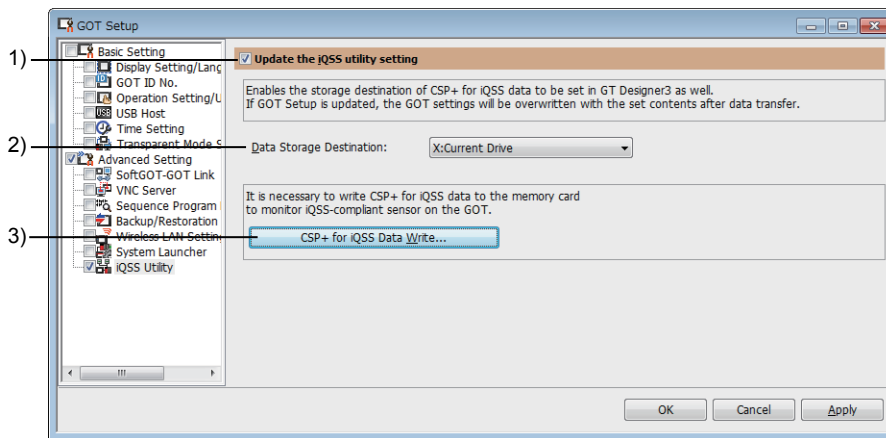 GOT Setup
Basic Setting
Display Setting/Lang
GOT ID No.
Operation Setting/U
USB Host
Time Setting
Transparent Mode S
Advanced Setting
SoftGOT-GOT Link
VNC Server
Sequence Program
Backup/Restoration
Wireless LAN Setting
System Launcher
iQSS Utility
1)
2)
3)
Update the iQSS utility setting
Enables the storage destination of CSP+ for iQSS data to be set in GT Designer3 as well.
If GOT Setup is updated, the GOT settings will be overwritten with the set contents after data transfer.
Data Storage Destination:
X:Current Drive
It is necessary to write CSP+ for iQSS data to the memory card
to monitor iQSS-compliant sensor on the GOT.
CSP+ for iQSS Data Write...
OK
Cancel
Apply